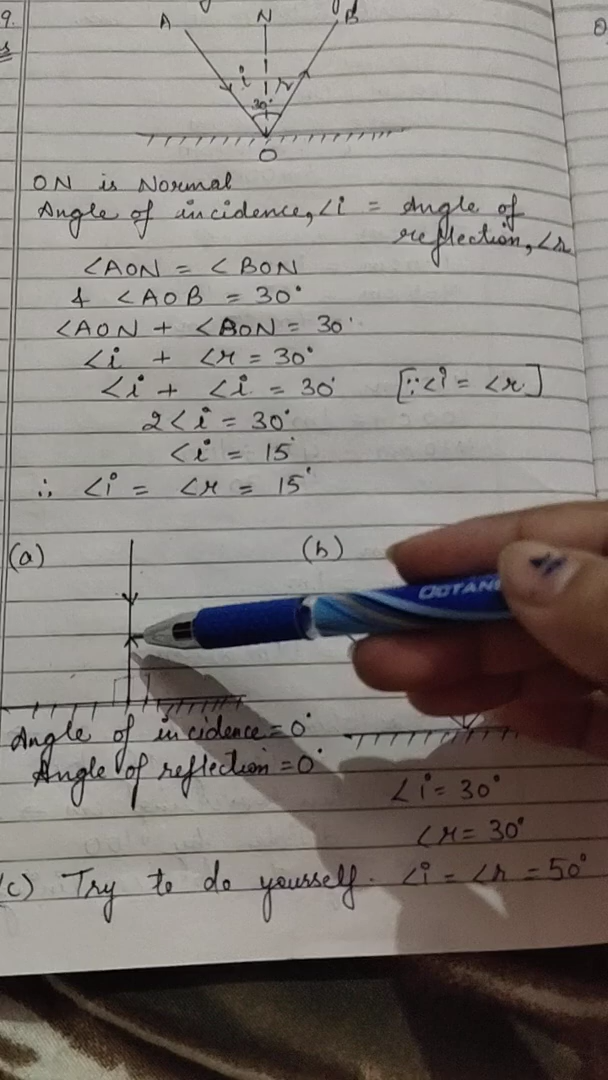 9.
A N B
i r
30°
O
ON is Normal
Angle of incidence, ∠i = Angle of
reflection, ∠r
∠AON = ∠BON
& ∠AOB = 30°
∠AON + ∠BON = 30°
∠i + ∠r = 30°
∠i + ∠i = 30° [∵ ∠i = ∠r]
2∠i = 30°
∠i = 15°
∴ ∠i = ∠r = 15°
(a) (b)
OCTANE
Angle of incidence = 0°
Angle of reflection = 0°
∠i = 30°
∠r = 30°
(c) Try to do yoursself. ∠i = ∠r = 50°